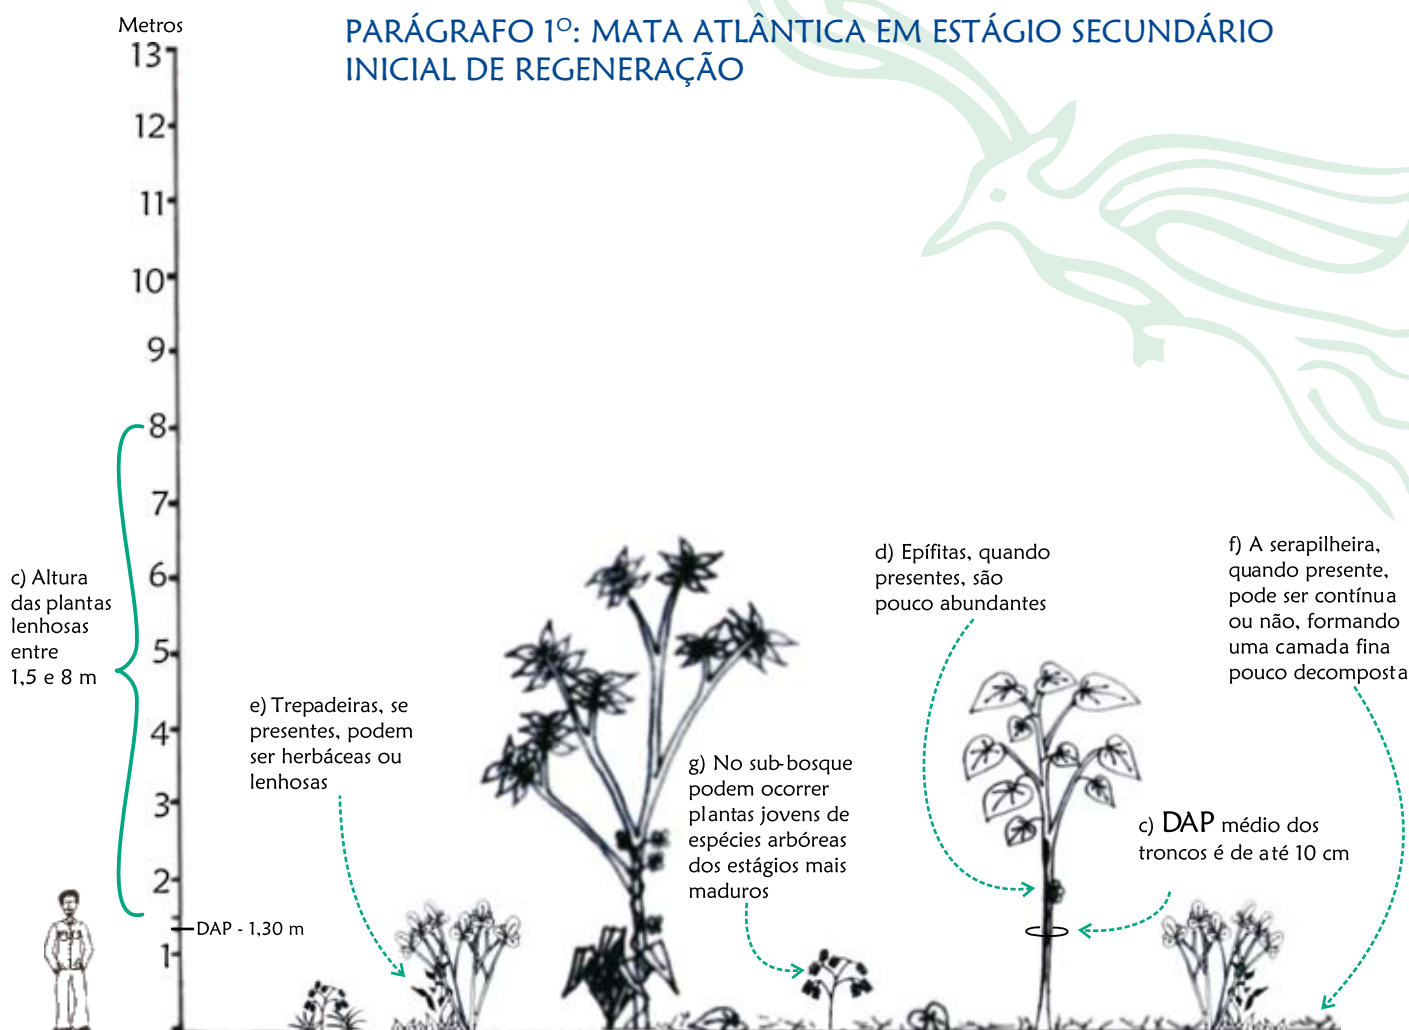 PARÁGRAFO 1º: MATA ATLÂNTICA EM ESTÁGIO SECUNDÁRIO
INICIAL DE REGENERAÇÃO
Metros
13
12
11
10
9
8
7
6
5
4
3
2
DAP - 1,30 m
1
c) Altura
das plantas
lenhosas
entre
1,5 e 8 m
e) Trepadeiras, se
presentes, podem
ser herbáceas ou
lenhosas
g) No sub-bosque
podem ocorrer
plantas jovens de
espécies arbóreas
dos estágios mais
maduros
d) Epífitas, quando
presentes, são
pouco abundantes
c) DAP médio dos
troncos é de até 10 cm
f) A serapilheira,
quando presente,
pode ser contínua
ou não, formando
uma camada fina
pouco decomposta